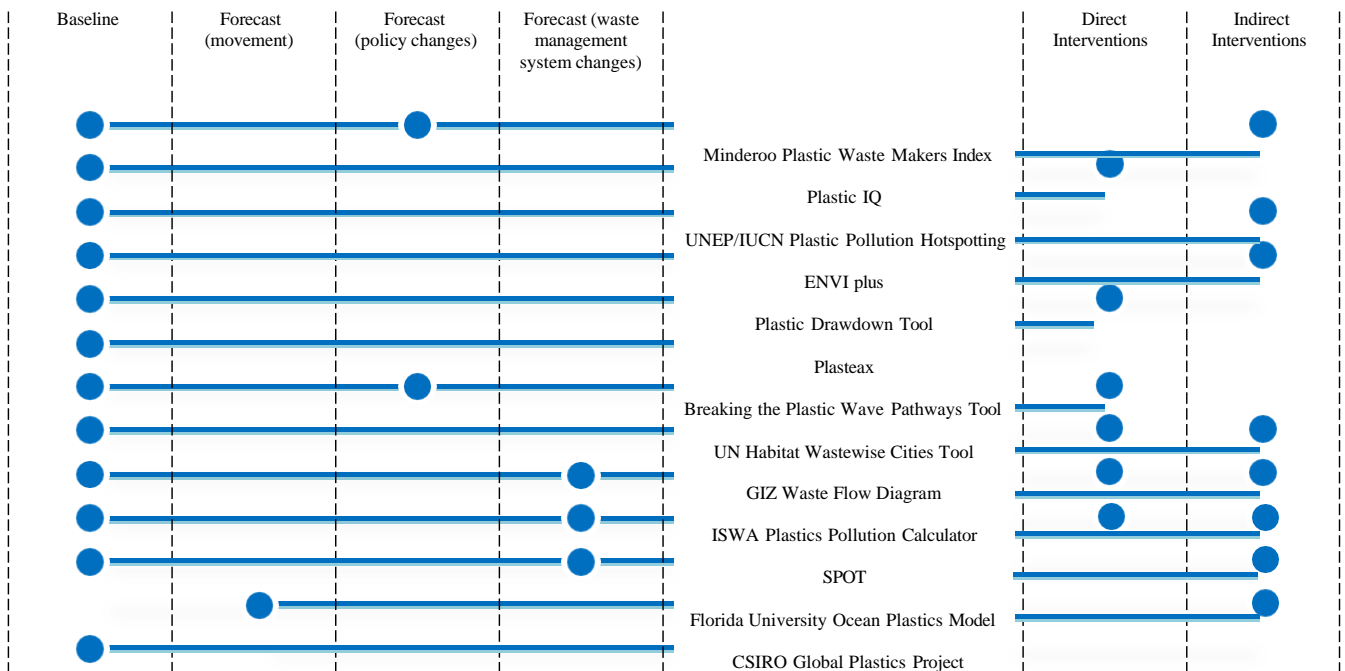 Baseline
Forecast
(movement)
Forecast
(policy changes)
Forecast (waste
management
system changes)
Direct
Interventions
Indirect
Interventions
Minderoo Plastic Waste Makers Index
Plastic IQ
UNEP/IUCN Plastic Pollution Hotspotting
ENVI plus
Plastic Drawdown Tool
Plasteax
Breaking the Plastic Wave Pathways Tool
UN Habitat Wastewise Cities Tool
GIZ Waste Flow Diagram
ISWA Plastics Pollution Calculator
SPOT
Florida University Ocean Plastics Model
CSIRO Global Plastics Project